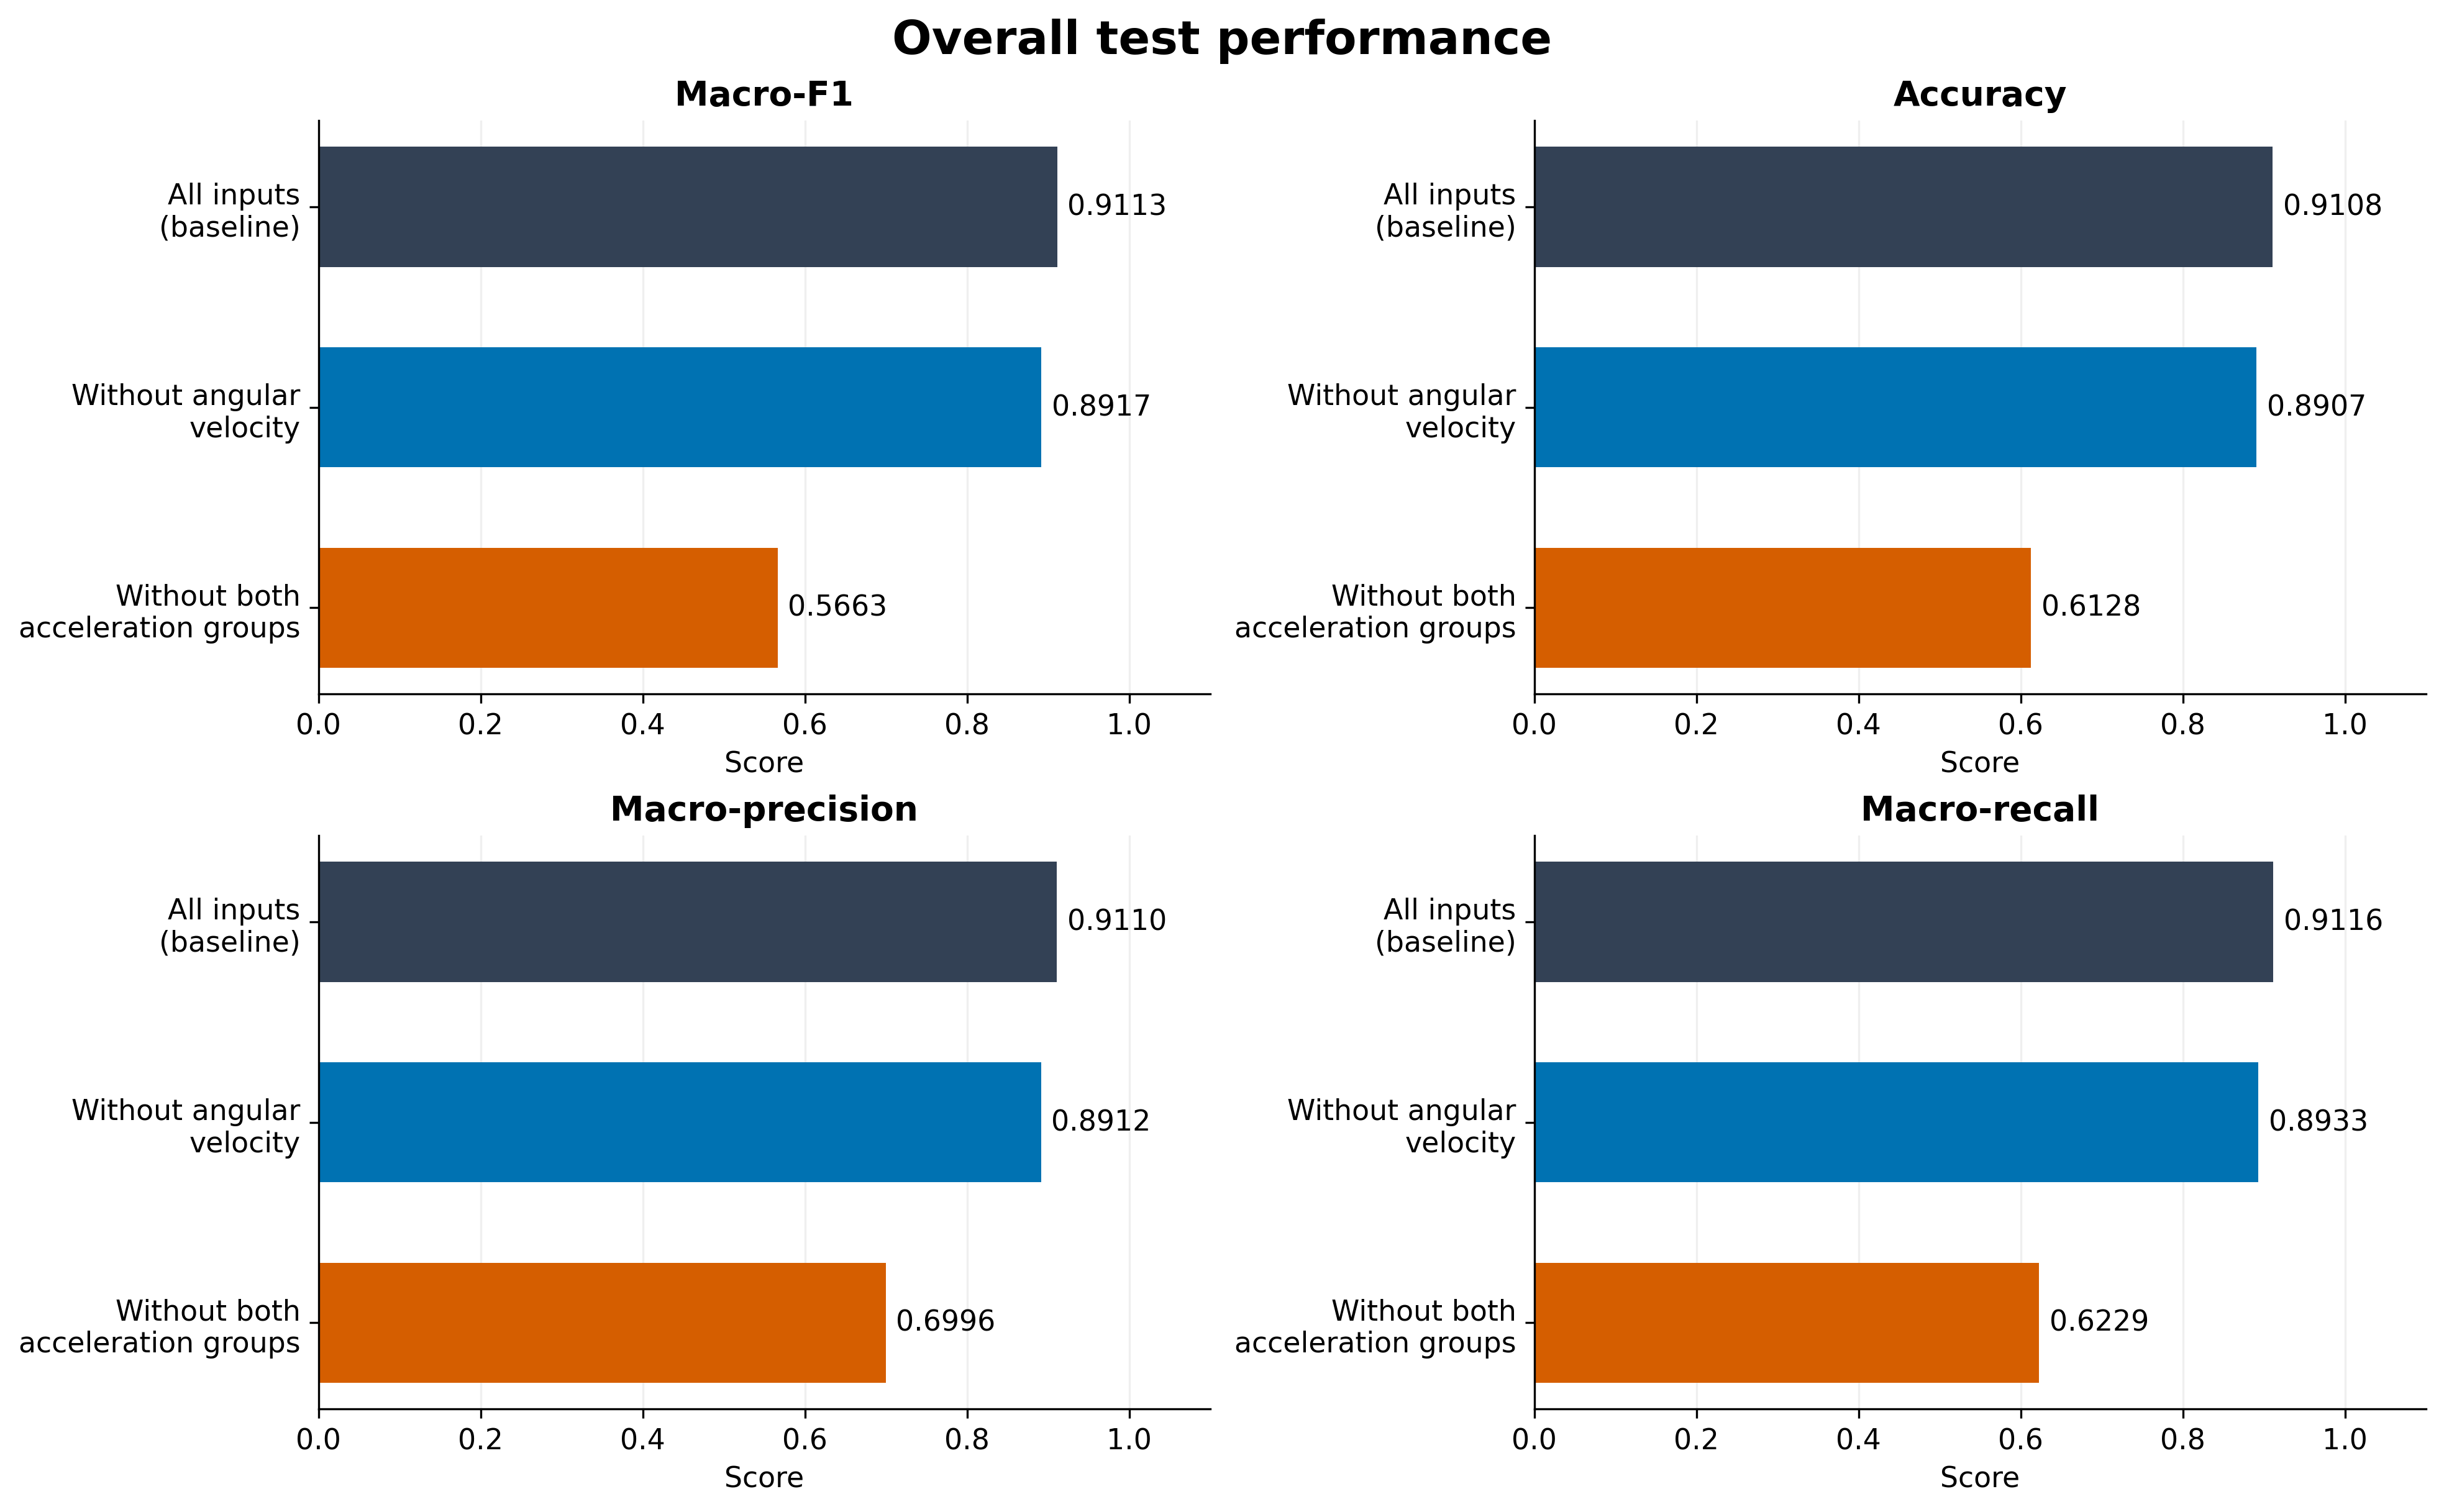 Overall test performance
Macro-F1
All inputs
(baseline)
0.9113
Without angular
velocity
0.8917
Without both
acceleration groups
0.5663
0.0 0.2 0.4 0.6 0.8 1.0
Score
Accuracy
All inputs
(baseline)
0.9108
Without angular
velocity
0.8907
Without both
acceleration groups
0.6128
0.0 0.2 0.4 0.6 0.8 1.0
Score
Macro-precision
All inputs
(baseline)
0.9110
Without angular
velocity
0.8912
Without both
acceleration groups
0.6996
0.0 0.2 0.4 0.6 0.8 1.0
Score
Macro-recall
All inputs
(baseline)
0.9116
Without angular
velocity
0.8933
Without both
acceleration groups
0.6229
0.0 0.2 0.4 0.6 0.8 1.0
Score